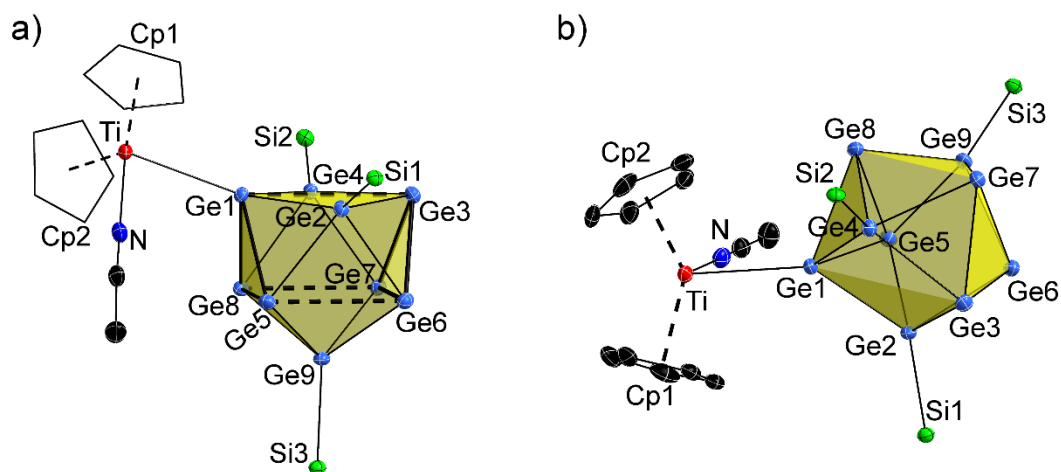 a)
Cp1
Ti
Cp2
N
Si2
Si1
Ge4
Ge1
Ge2
Ge3
Ge7
Ge8
Ge5
Ge6
Ge9
Si3
b)
Si3
Ge8
Ge9
Cp2
Si2
Ge7
N
Ge4
Ge5
Ti
Ge1
Ge6
Ge3
Ge2
Cp1
Si1